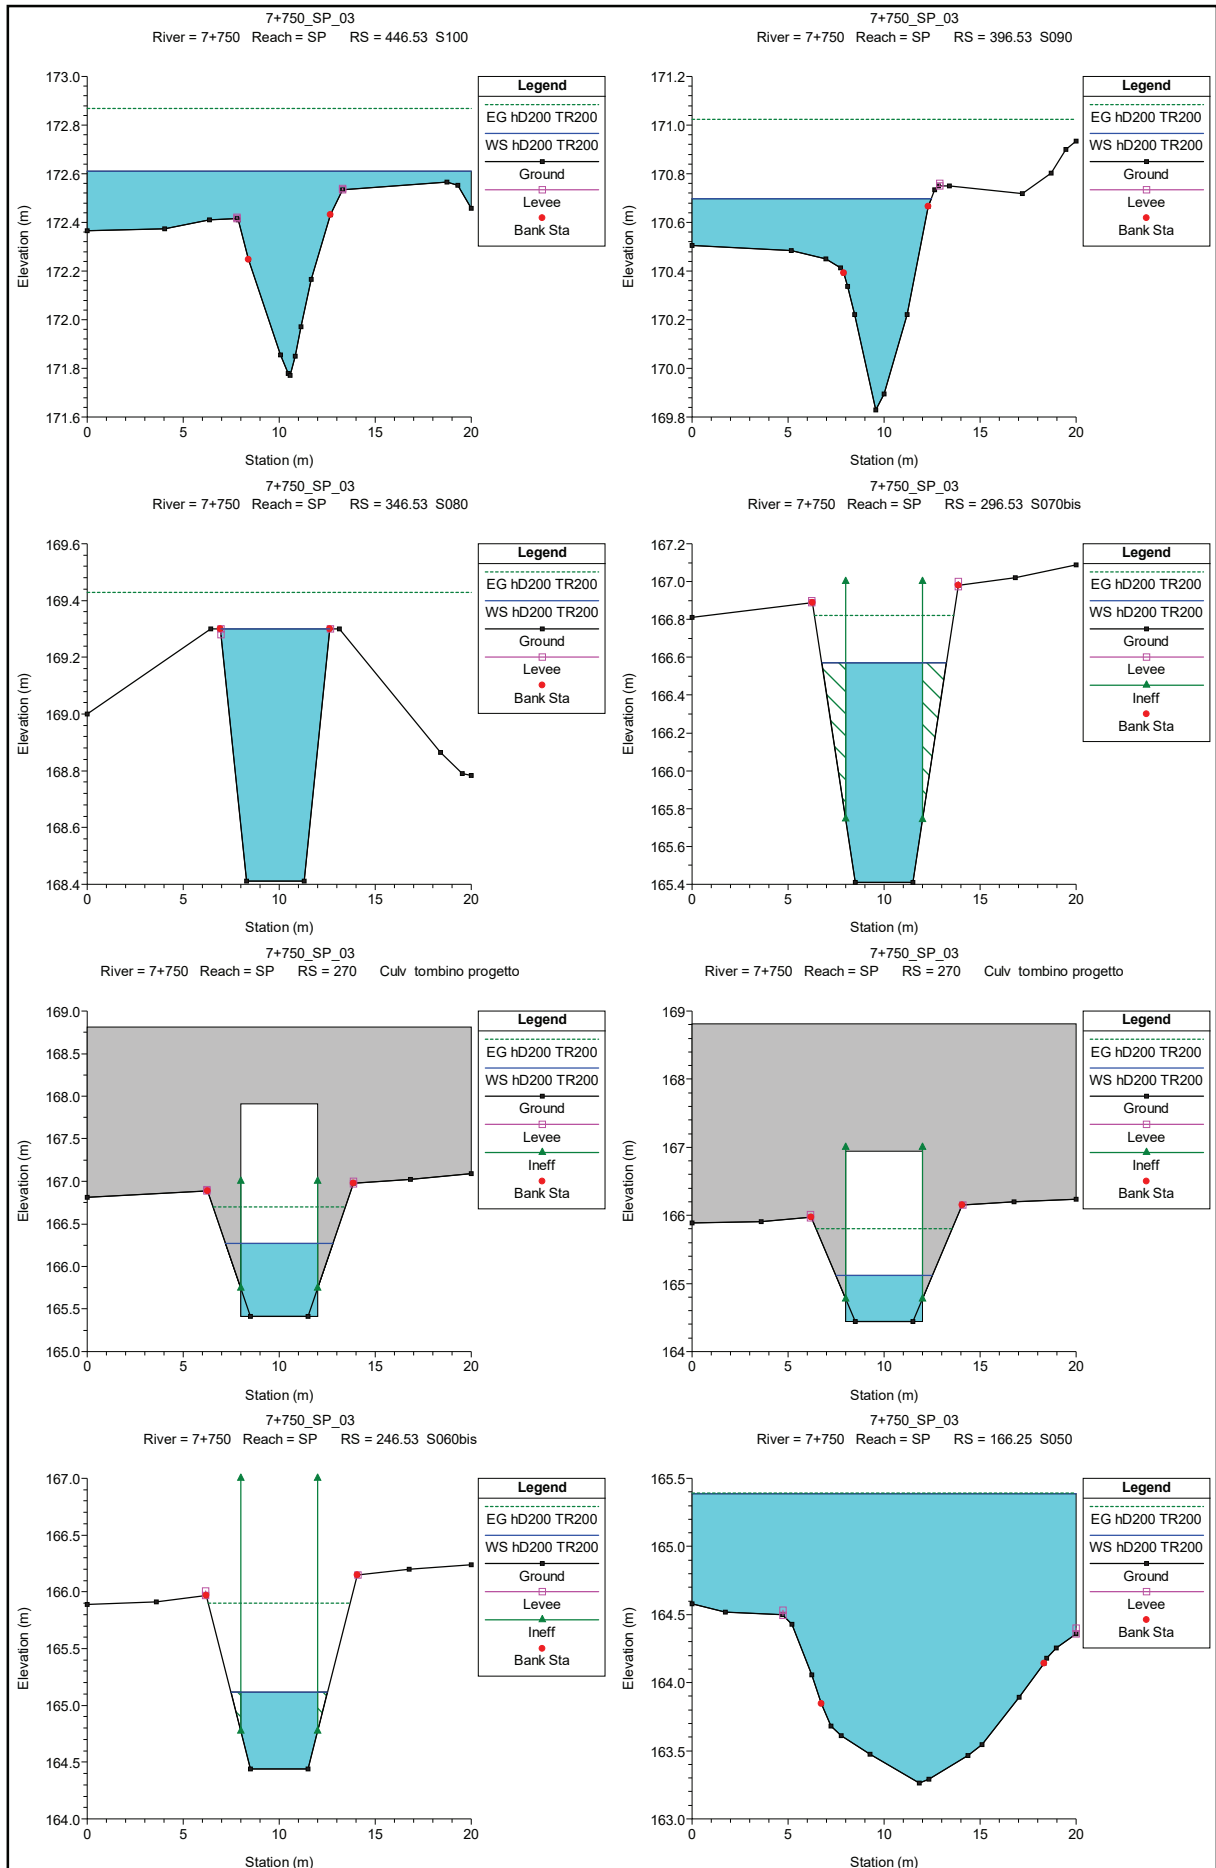 7+750_SP_03
River = 7+750 Reach = SP RS = 446.53 S100
173.0
172.8
172.6
172.4
172.2
172.0
171.8
171.6
0
5
10
15
20
Elevation (m)
Station (m)
Legend
EG hD200 TR200
WS hD200 TR200
Ground
Levee
Bank Sta
7+750_SP_03
River = 7+750 Reach = SP RS = 396.53 S090
171.2
171.0
170.8
170.6
170.4
170.2
170.0
169.8
0
5
10
15
20
Elevation (m)
Station (m)
Legend
EG hD200 TR200
WS hD200 TR200
Ground
Levee
Bank Sta
7+750_SP_03
River = 7+750 Reach = SP RS = 346.53 S080
169.6
169.4
169.2
169.0
168.8
168.6
168.4
0
5
10
15
20
Elevation (m)
Station (m)
Legend
EG hD200 TR200
WS hD200 TR200
Ground
Levee
Bank Sta
7+750_SP_03
River = 7+750 Reach = SP RS = 296.53 S070bis
167.2
167.0
166.8
166.6
166.4
166.2
166.0
165.8
165.6
165.4
0
5
10
15
20
Elevation (m)
Station (m)
Legend
EG hD200 TR200
WS hD200 TR200
Ground
Levee
Ineff
Bank Sta
7+750_SP_03
River = 7+750 Reach = SP RS = 270 Culv tombino progetto
169.0
168.5
168.0
167.5
167.0
166.5
166.0
165.5
165.0
0
5
10
15
20
Elevation (m)
Station (m)
Legend
EG hD200 TR200
WS hD200 TR200
Ground
Levee
Ineff
Bank Sta
7+750_SP_03
River = 7+750 Reach = SP RS = 270 Culv tombino progetto
169
168
167
166
165
164
0
5
10
15
20
Elevation (m)
Station (m)
Legend
EG hD200 TR200
WS hD200 TR200
Ground
Levee
Ineff
Bank Sta
7+750_SP_03
River = 7+750 Reach = SP RS = 246.53 S060bis
167.0
166.5
166.0
165.5
165.0
164.5
164.0
0
5
10
15
20
Elevation (m)
Station (m)
Legend
EG hD200 TR200
WS hD200 TR200
Ground
Levee
Ineff
Bank Sta
7+750_SP_03
River = 7+750 Reach = SP RS = 166.25 S050
165.5
165.0
164.5
164.0
163.5
163.0
0
5
10
15
20
Elevation (m)
Station (m)
Legend
EG hD200 TR200
WS hD200 TR200
Ground
Levee
Bank Sta